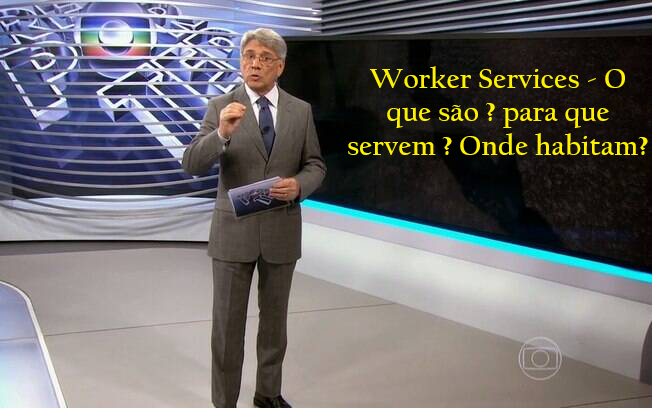 Worker Services - O
que são ? para que
servem ? Onde habitam?